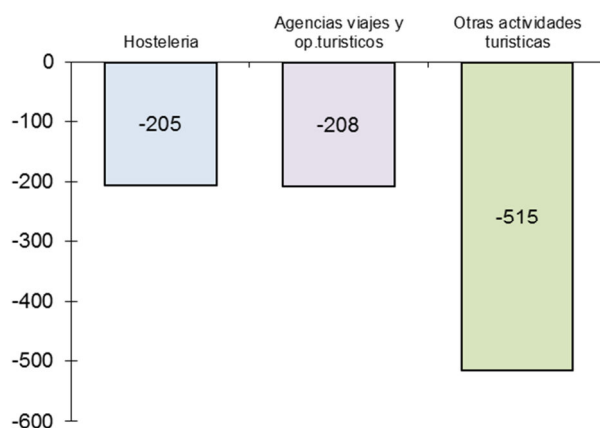 Hosteleria
Agencias viajes y
op.turisticos
Otras actividades
turisticas
0
-100
-200
-300
-400
-500
-600
-205
-208
-515